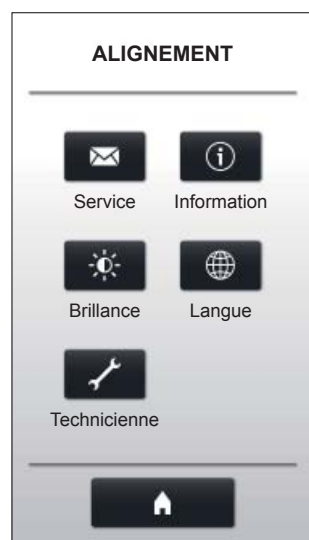 ALIGNEMENT
Service Information
Brillance Langue
Technicienne